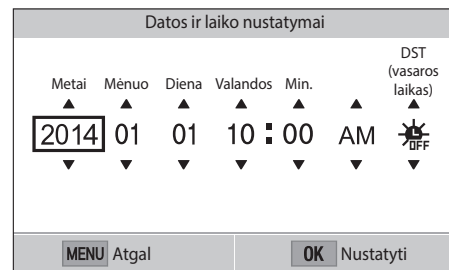 Datos ir laiko nustatymai
DST
(vasaros
laikas)
Metai Mėnuo Diena Valandos Min.
2014 01 01 10 : 00 AM OFF
MENU Atgal OK Nustatyti